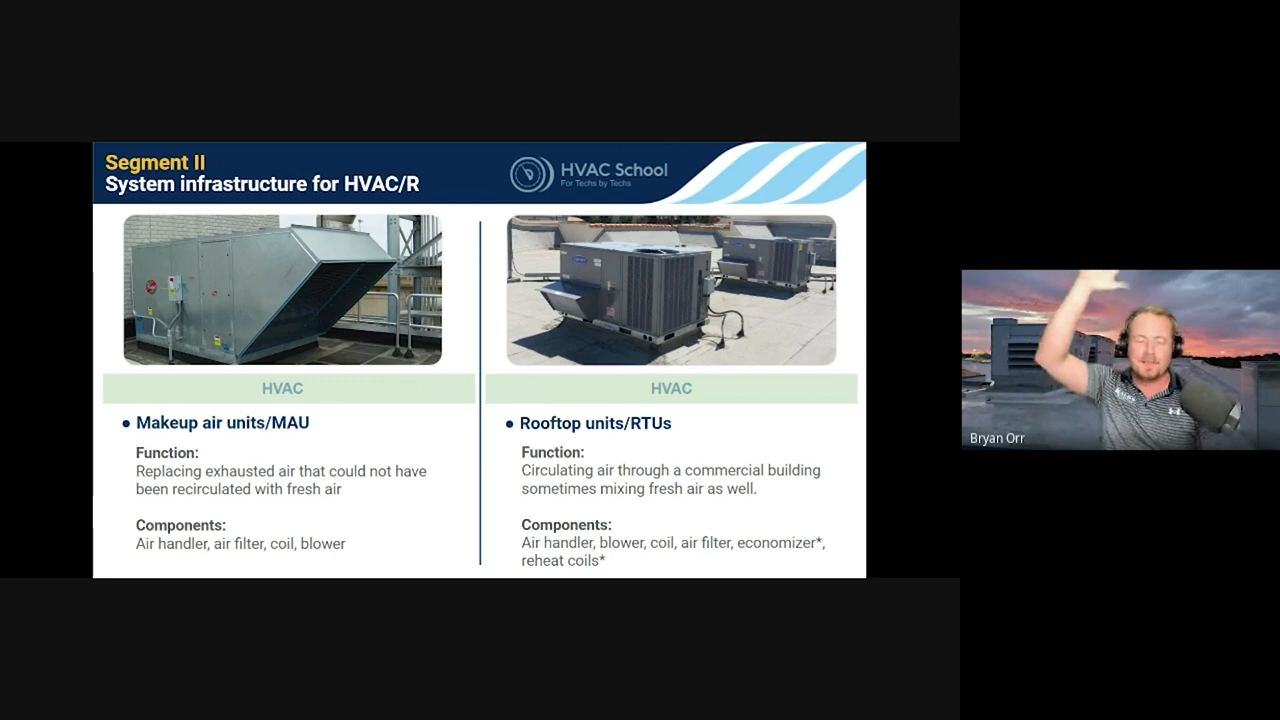 Segment II
System infrastructure for HVAC/R
HVAC School
For Techs by Techs
HVAC
• Makeup air units/MAU
Function:
Replacing exhausted air that could not have
been recirculated with fresh air
Components:
Air handler, air filter, coil, blower
HVAC
• Rooftop units/RTUs
Function:
Circulating air through a commercial building
sometimes mixing fresh air as well.
Components:
Air handler, blower, coil, air filter, economizer*,
reheat coils*
Bryan Orr